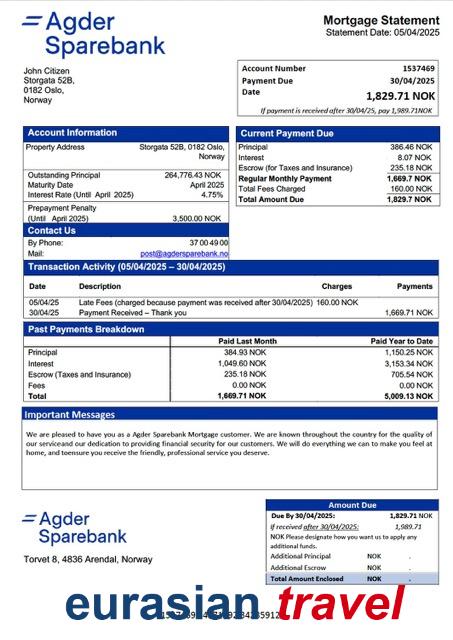 Agder
Sparebank
Mortgage Statement
Statement Date: 05/04/2025
John Citizen
Storgata 52B,
0182 Oslo,
Norway
Account Number 1537469
Payment Due 30/04/2025
Date
1,829.71 NOK
If payment is received after 30/04/25, pay 1,989.71NOK
Account Information
Property Address Storgata 52B, 0182 Oslo,
Norway
Outstanding Principal 264,776.43 NOK
Maturity Date April 2025
Interest Rate (Until April 2025) 4.75%
Prepayment Penalty
(Until April 2025) 3,500.00 NOK
Contact Us
By Phone: 37 00 49 00
Mail: post@agdersparebank.no
Current Payment Due
Principal 386.46 NOK
Interest 8.07 NOK
Escrow (for Taxes and Insurance) 235.18 NOK
Regular Monthly Payment 1,669.7 NOK
Total Fees Charged 160.00 NOK
Total Amount Due 1,829.7 NOK
Transaction Activity (05/04/2025 – 30/04/2025)
Date Description Charges Payments
05/04/25 Late Fees (charged because payment was received after 30/04/2025) 160.00 NOK
30/04/25 Payment Received – Thank you 1,669.71 NOK
Past Payments Breakdown
Paid Last Month Paid Year to Date
Principal 384.93 NOK 1,150.25 NOK
Interest 1,049.60 NOK 3,153.34 NOK
Escrow (Taxes and Insurance) 235.18 NOK 705.54 NOK
Fees 0.00 NOK 0.00 NOK
Total 1,669.71 NOK 5,009.13 NOK
Important Messages
We are pleased to have you as a Agder Sparebank Mortgage customer. We are known throughout the country for the quality of
our serviceand our dedication to providing financial security for our customers. We will do everything we can to make you feel at
home, and toensure you receive the friendly, professional service you deserve.
Agder
Sparebank
Torvet 8, 4836 Arendal, Norway
Amount Due
Due By 30/04/2025: 1,829.71 NOK
If received after 30/04/2025: 1,989.71
NOK Please designate how you want us to apply any
additional funds.
Additional Principal NOK .
Additional Escrow NOK .
Total Amount Enclosed NOK .
eurasian travel